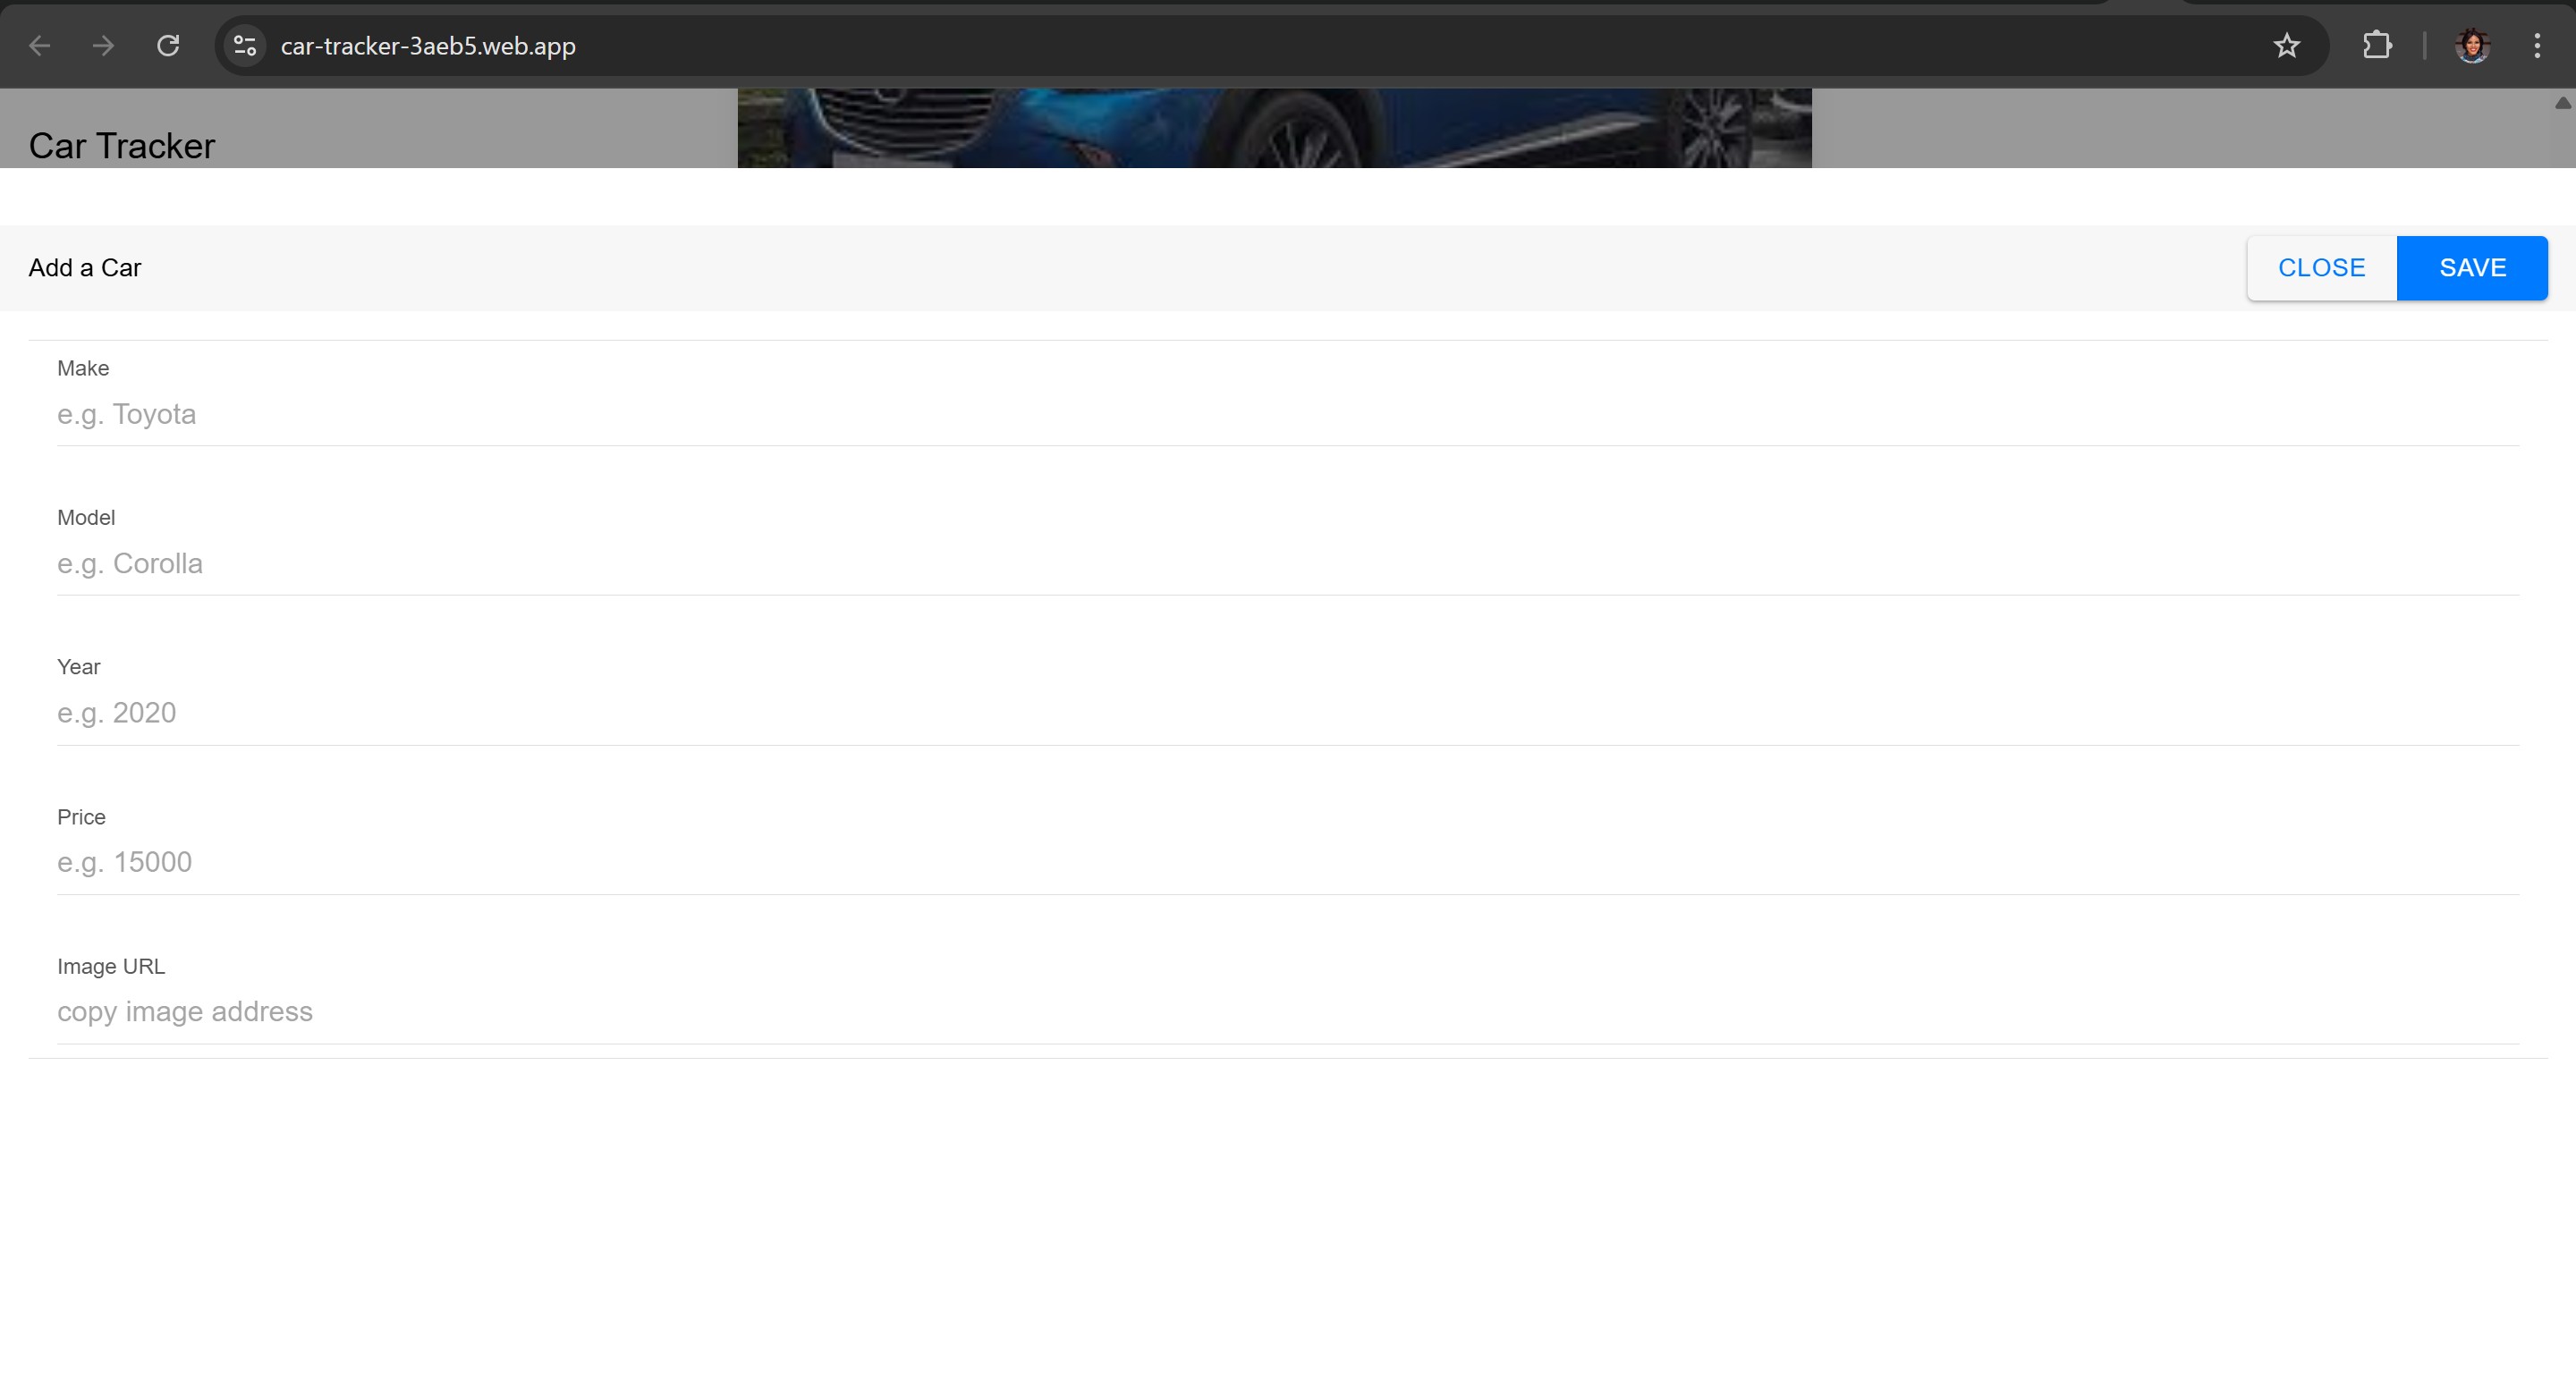 car-tracker-3aeb5.web.app
Car Tracker
Add a Car
CLOSE
SAVE
Make
e.g. Toyota
Model
e.g. Corolla
Year
e.g. 2020
Price
e.g. 15000
Image URL
copy image address